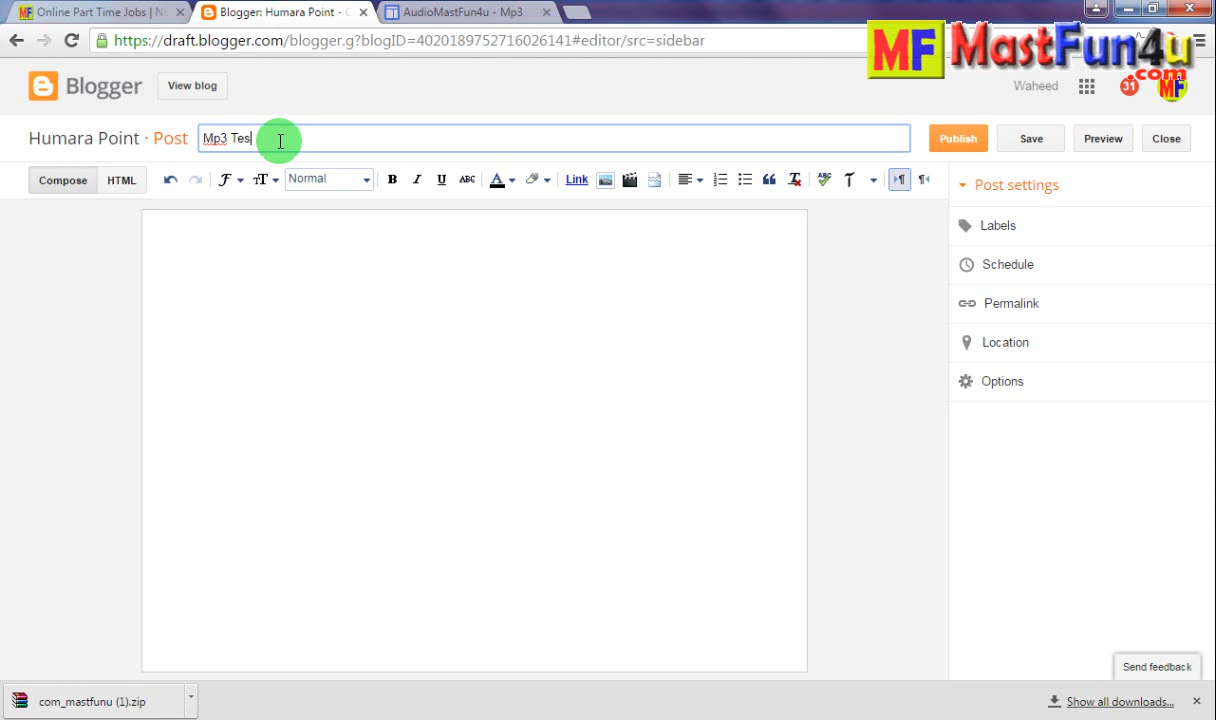 Online Part Time Jobs | No
Blogger: Humara Point - C
AudioMastFun4u - Mp3
https://draft.blogger.com/blogger.g?blogID=4020189752716026141#editor/src=sidebar
MF MastFun4u
.com
Blogger
View blog
Waheed
31
MF
Humara Point · Post
Mp3 Tes
Publish
Save
Preview
Close
Compose
HTML
Normal
B I U ABC A Link
Post settings
Labels
Schedule
Permalink
Location
Options
Send feedback
com_mastfunu (1).zip
Show all downloads...